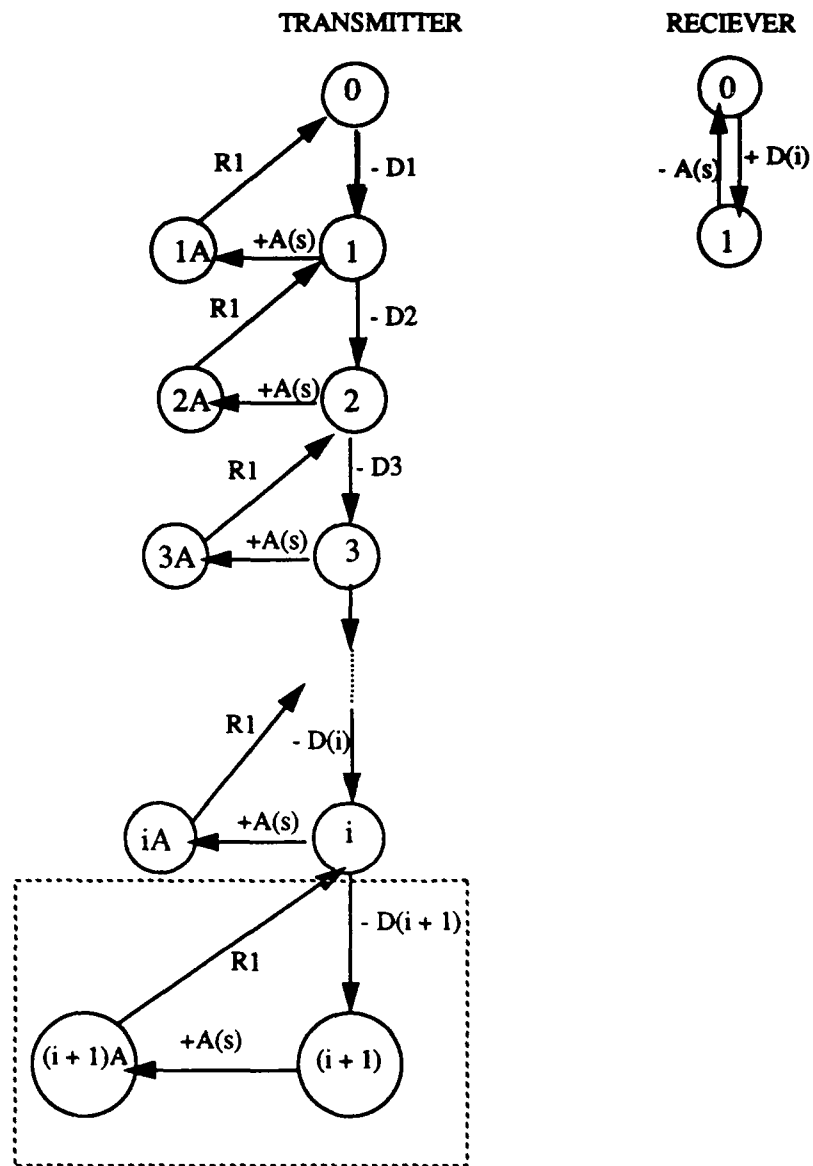 TRANSMITTER
RECIEVER
0
0
R1
- D1
- A(s)
+ D(i)
1A
+A(s)
1
1
R1
- D2
2A
+A(s)
2
R1
- D3
3A
+A(s)
3
R1
- D(i)
iA
+A(s)
i
- D(i + 1)
R1
(i + 1)A
+A(s)
(i + 1)